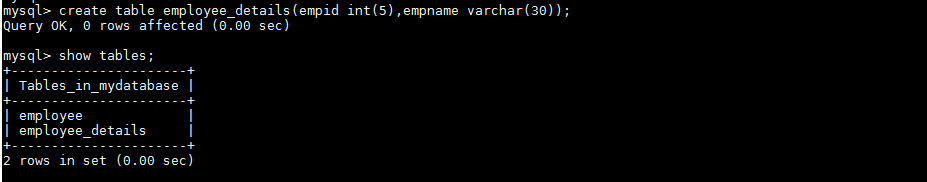 mysql> create table employee_details(empid int(5),empname varchar(30));
Query OK, 0 rows affected (0.00 sec)
mysql> show tables;
+----------------------+
| Tables_in_mydatabase |
+----------------------+
| employee             |
| employee_details     |
+----------------------+
2 rows in set (0.00 sec)